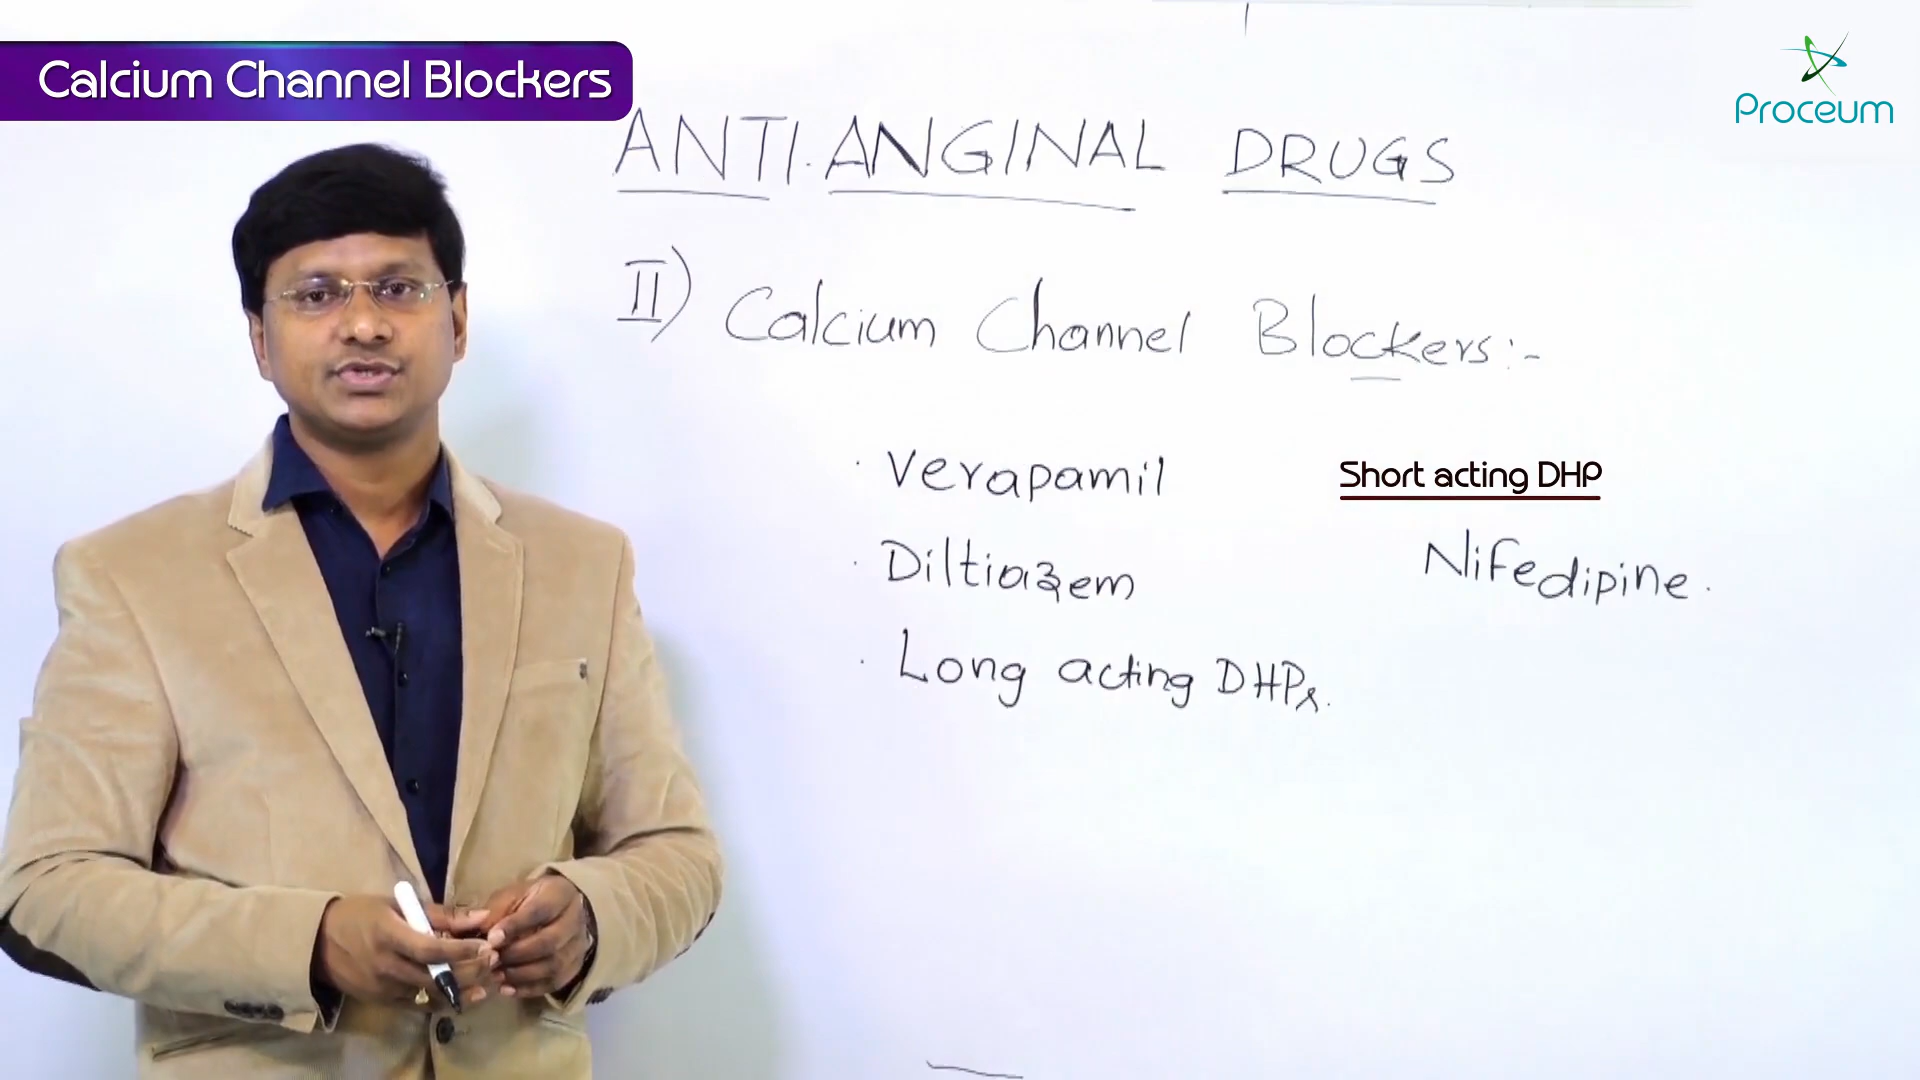 Calcium Channel Blockers
Proceum
ANTI-ANGINAL DRUGS
II) Calcium Channel Blockers:-
· Verapamil
Short acting DHP
· Diltiazem
Nifedipine.
· Long acting DHPs.